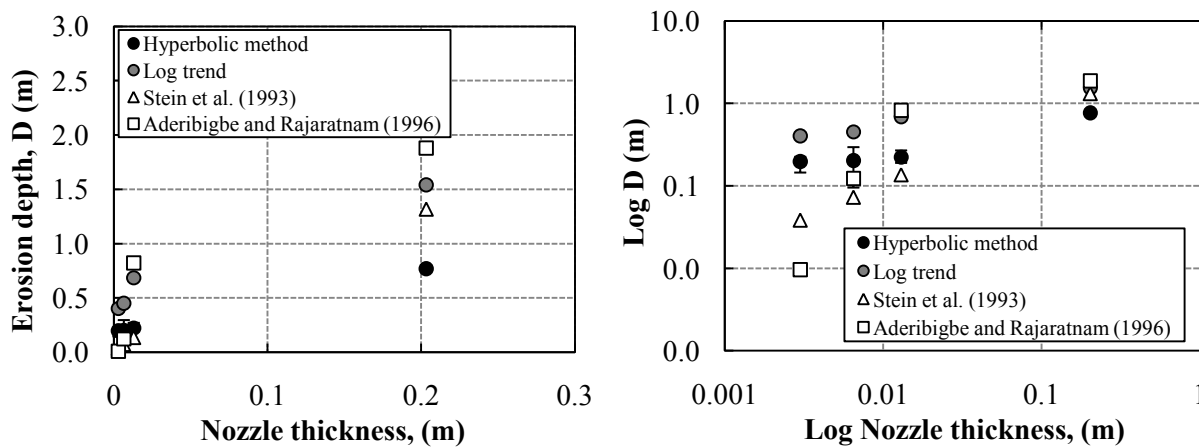 3.0
2.5
2.0
1.5
1.0
0.5
0.0
Erosion depth, D (m)
Hyperbolic method
Log trend
Stein et al. (1993)
Aderibigbe and Rajaratnam (1996)
0 0.1 0.2 0.3
Nozzle thickness, (m)
10.0
1.0
0.1
0.0
0.0
Log D (m)
Hyperbolic method
Log trend
Stein et al. (1993)
Aderibigbe and Rajaratnam (1996)
0.001 0.01 0.1 1
Log Nozzle thickness, (m)